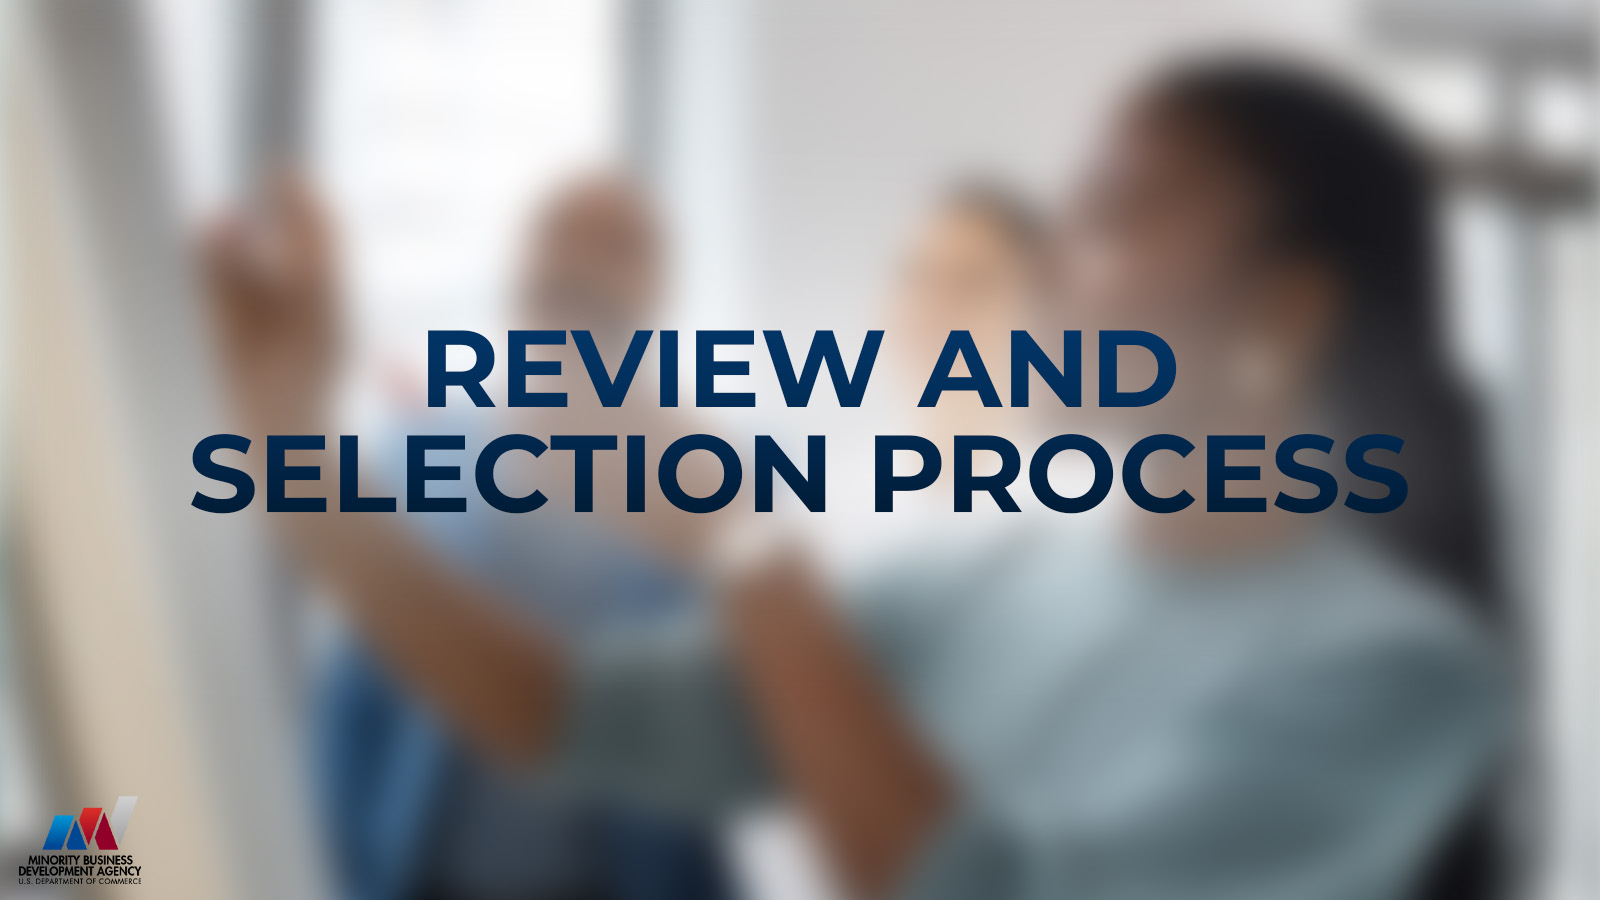 REVIEW AND
SELECTION PROCESS
MINORITY BUSINESS
DEVELOPMENT AGENCY
U.S. DEPARTMENT OF COMMERCE